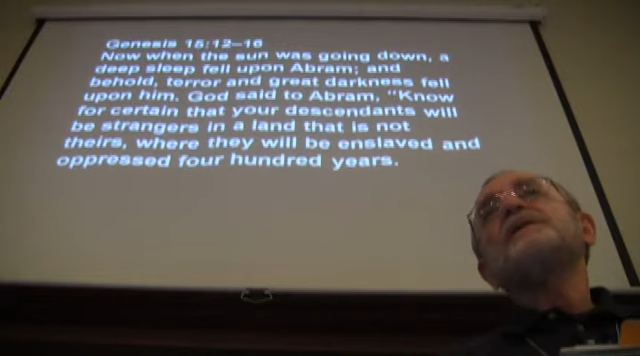 Genesis 15:12–16
Now when the sun was going down, a
deep sleep fell upon Abram; and
behold, terror and great darkness fell
upon him. God said to Abram, “Know
for certain that your descendants will
be strangers in a land that is not
theirs, where they will be enslaved and
oppressed four hundred years.